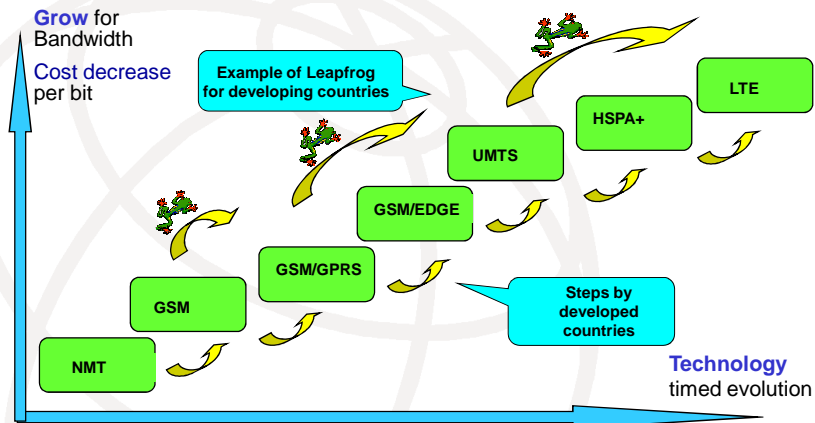 Grow for
Bandwidth
Cost decrease
per bit
Example of Leapfrog
for developing countries
LTE
HSPA+
UMTS
GSM/EDGE
GSM/GPRS
GSM
NMT
Steps by
developed
countries
Technology
timed evolution